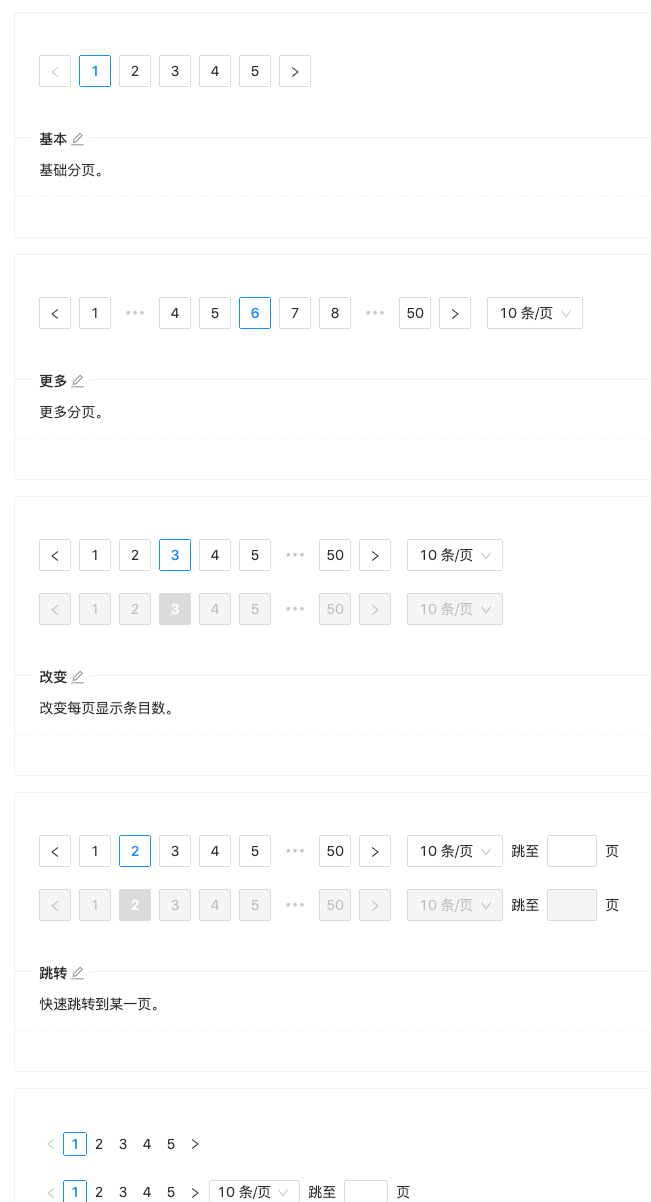 < 1 2 3 4 5 >
基本
基础分页。
< 1 ••• 4 5 6 7 8 ••• 50 > 10 条/页
更多
更多分页。
< 1 2 3 4 5 ••• 50 > 10 条/页
< 1 2 3 4 5 ••• 50 > 10 条/页
改变
改变每页显示条目数。
< 1 2 3 4 5 ••• 50 > 10 条/页 跳至 页
< 1 2 3 4 5 ••• 50 > 10 条/页 跳至 页
跳转
快速跳转到某一页。
< 1 2 3 4 5 >
< 1 2 3 4 5 > 10 条/页 跳至 页